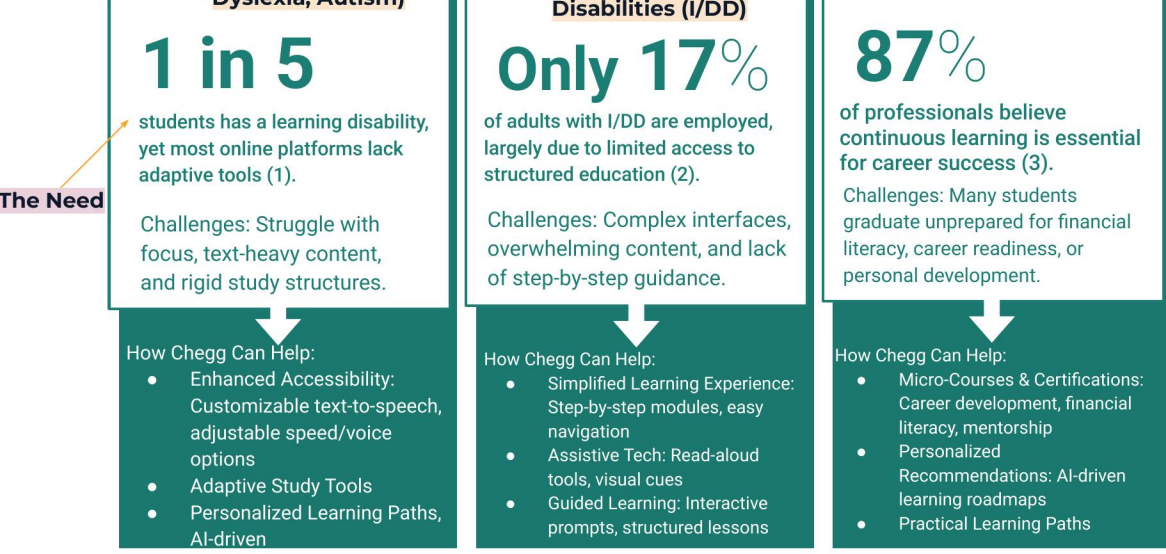 Dyslexia, Autism)
1 in 5
The Need
students has a learning disability,
yet most online platforms lack
adaptive tools (1).
Challenges: Struggle with
focus, text-heavy content,
and rigid study structures.
How Chegg Can Help:
● Enhanced Accessibility:
Customizable text-to-speech,
adjustable speed/voice
options
● Adaptive Study Tools
● Personalized Learning Paths,
AI-driven
Disabilities (I/DD)
Only 17%
of adults with I/DD are employed,
largely due to limited access to
structured education (2).
Challenges: Complex interfaces,
overwhelming content, and lack
of step-by-step guidance.
How Chegg Can Help:
● Simplified Learning Experience:
Step-by-step modules, easy
navigation
● Assistive Tech: Read-aloud
tools, visual cues
● Guided Learning: Interactive
prompts, structured lessons
87%
of professionals believe
continuous learning is essential
for career success (3).
Challenges: Many students
graduate unprepared for financial
literacy, career readiness, or
personal development.
How Chegg Can Help:
● Micro-Courses & Certifications:
Career development, financial
literacy, mentorship
● Personalized
Recommendations: AI-driven
learning roadmaps
● Practical Learning Paths